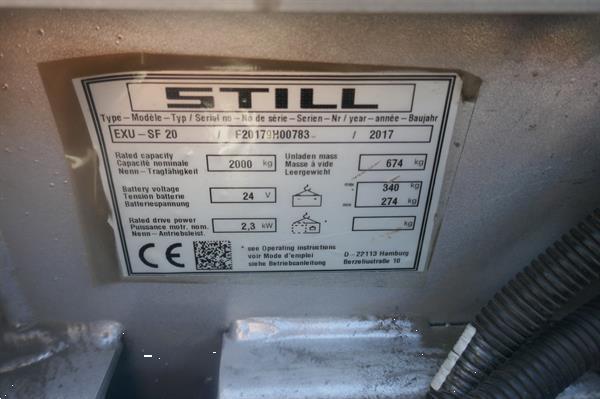 STILL
Type – Modèle – Typ / Serial no – No de série – Serien – Nr / year – année – Baujahr
EXU – SF 20 / F20179H00783 / 2017
Rated capacity
Capacité nominale 2000 kg
Nenn – Tragfähigkeit
Unladen mass
Masse à vide 674 kg
Leergewicht
Battery voltage
Tension batterie 24 V
Batteriespannung
max 340 kg
min 274 kg
Rated drive power
Puissance motr. nom. 2,3 kW
Nenn – Antriebsleist.
* kg
CE
* see Operating instructions
voir Mode d'emploi
siehe Betriebsanleitung
D – 22113 Hamburg
Berzeliusstraße 10